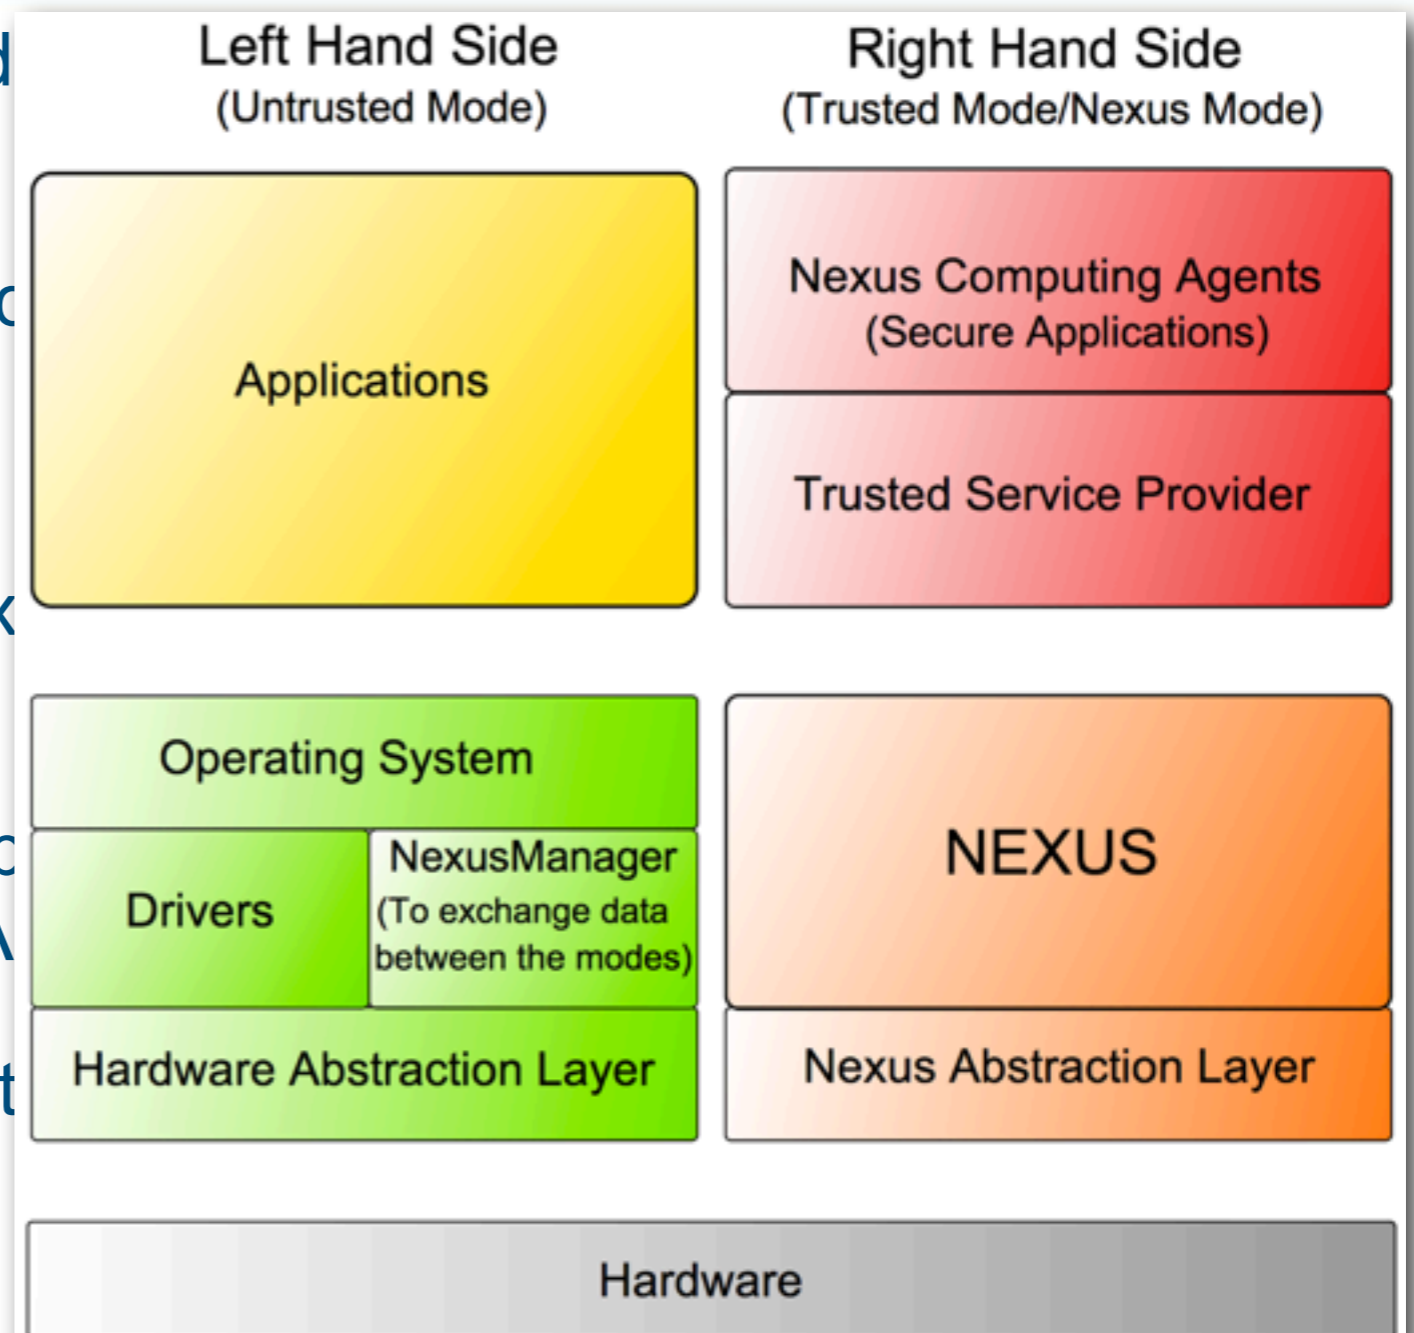 Left Hand Side
(Untrusted Mode)
Right Hand Side
(Trusted Mode/Nexus Mode)
Applications
Nexus Computing Agents
(Secure Applications)
Trusted Service Provider
Operating System
Drivers
NexusManager
(To exchange data
between the modes)
Hardware Abstraction Layer
NEXUS
Nexus Abstraction Layer
Hardware